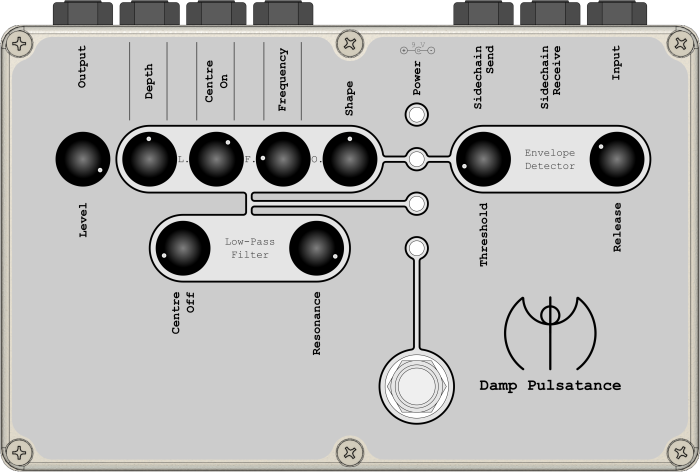 9 V
Output
Depth
Centre
On
Frequency
Shape
Power
Sidechain
Send
Sidechain
Receive
Input
L.
F.
O.
Envelope
Detector
Level
Threshold
Release
Low-Pass
Filter
Centre
Off
Resonance
Damp Pulsatance